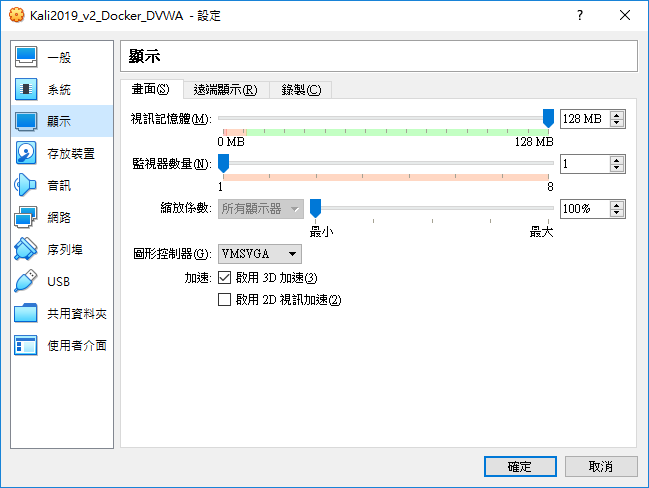 Kali2019_v2_Docker_DVWA - 設定
一般
系統
顯示
存放裝置
音訊
網路
序列埠
USB
共用資料夾
使用者介面
顯示
畫面(S) 遠端顯示(R) 錄製(C)
視訊記憶體(M): 128 MB
0 MB 128 MB
監視器數量(N): 1
1 8
縮放係數: 所有顯示器 100%
最小 最大
圖形控制器(G): VMSVGA
加速: 啟用 3D 加速(3)
啟用 2D 視訊加速(2)
確定 取消